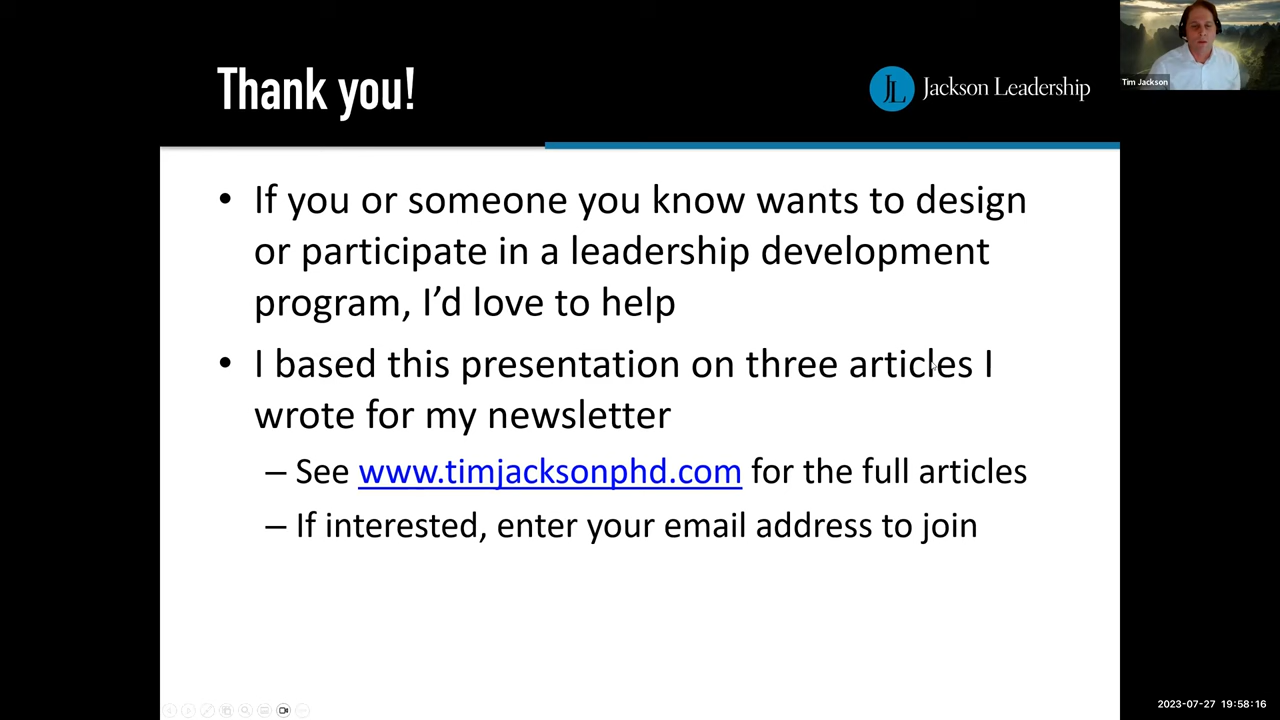 Thank you!
JL Jackson Leadership
Tim Jackson
• If you or someone you know wants to design
or participate in a leadership development
program, I’d love to help
• I based this presentation on three articles I
wrote for my newsletter
– See www.timjacksonphd.com for the full articles
– If interested, enter your email address to join
2023-07-27 19:58:16